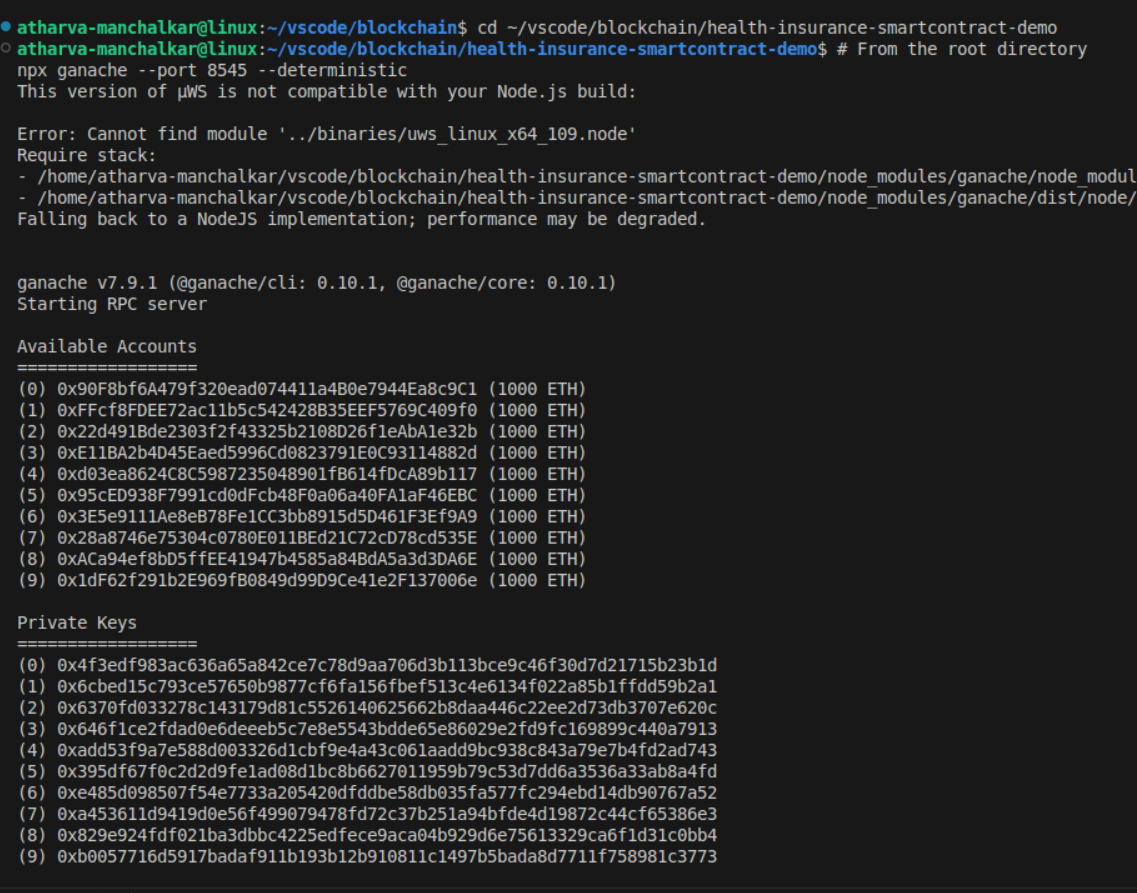 atharva-manchalkar@linux:~/vscode/blockchain$ cd ~/vscode/blockchain/health-insurance-smartcontract-demo
atharva-manchalkar@linux:~/vscode/blockchain/health-insurance-smartcontract-demo$ # From the root directory
npx ganache --port 8545 --deterministic
This version of µWS is not compatible with your Node.js build:
Error: Cannot find module '../binaries/uws_linux_x64_109.node'
Require stack:
- /home/atharva-manchalkar/vscode/blockchain/health-insurance-smartcontract-demo/node_modules/ganache/node_modul
- /home/atharva-manchalkar/vscode/blockchain/health-insurance-smartcontract-demo/node_modules/ganache/dist/node/
Falling back to a NodeJS implementation; performance may be degraded.
ganache v7.9.1 (@ganache/cli: 0.10.1, @ganache/core: 0.10.1)
Starting RPC server
Available Accounts
==================
(0) 0x90F8bf6A479f320ead074411a4B0e7944Ea8c9C1 (1000 ETH)
(1) 0xFFcf8FDEE72ac11b5c542428B35EEF5769C409f0 (1000 ETH)
(2) 0x22d491Bde2303f2f43325b2108D26f1eAbA1e32b (1000 ETH)
(3) 0xE11BA2b4D45Eaed5996Cd0823791E0C93114882d (1000 ETH)
(4) 0xd03ea8624C8C5987235048901fB614fDcA89b117 (1000 ETH)
(5) 0x95cED938F7991cd0dFcb48F0a06a40FA1aF46EBC (1000 ETH)
(6) 0x3E5e9111Ae8eB78Fe1CC3bb8915d5D461F3Ef9A9 (1000 ETH)
(7) 0x28a8746e75304c0780E011BEd21C72cD78cd535E (1000 ETH)
(8) 0xACa94ef8bD5ffEE41947b4585a84BdA5a3d3DA6E (1000 ETH)
(9) 0x1dF62f291b2E969fB0849d99D9Ce41e2F137006e (1000 ETH)
Private Keys
==================
(0) 0x4f3edf983ac636a65a842ce7c78d9aa706d3b113bce9c46f30d7d21715b23b1d
(1) 0x6cbed15c793ce57650b9877cf6fa156fbef513c4e6134f022a85b1ffdd59b2a1
(2) 0x6370fd033278c143179d81c5526140625662b8daa446c22ee2d73db3707e620c
(3) 0x646f1ce2fdad0e6deeeb5c7e8e5543bdde65e86029e2fd9fc169899c440a7913
(4) 0xadd53f9a7e588d003326d1cbf9e4a43c061aadd9bc938c843a79e7b4fd2ad743
(5) 0x395df67f0c2d2d9fe1ad08d1bc8b6627011959b79c53d7dd6a3536a33ab8a4fd
(6) 0xe485d098507f54e7733a205420dfddbe58db035fa577fc294ebd14db90767a52
(7) 0xa453611d9419d0e56f499079478fd72c37b251a94bfde4d19872c44cf65386e3
(8) 0x829e924fdf021ba3dbbc4225edfece9aca04b929d6e75613329ca6f1d31c0bb4
(9) 0xb0057716d5917badaf911b193b12b910811c1497b5bada8d7711f758981c3773